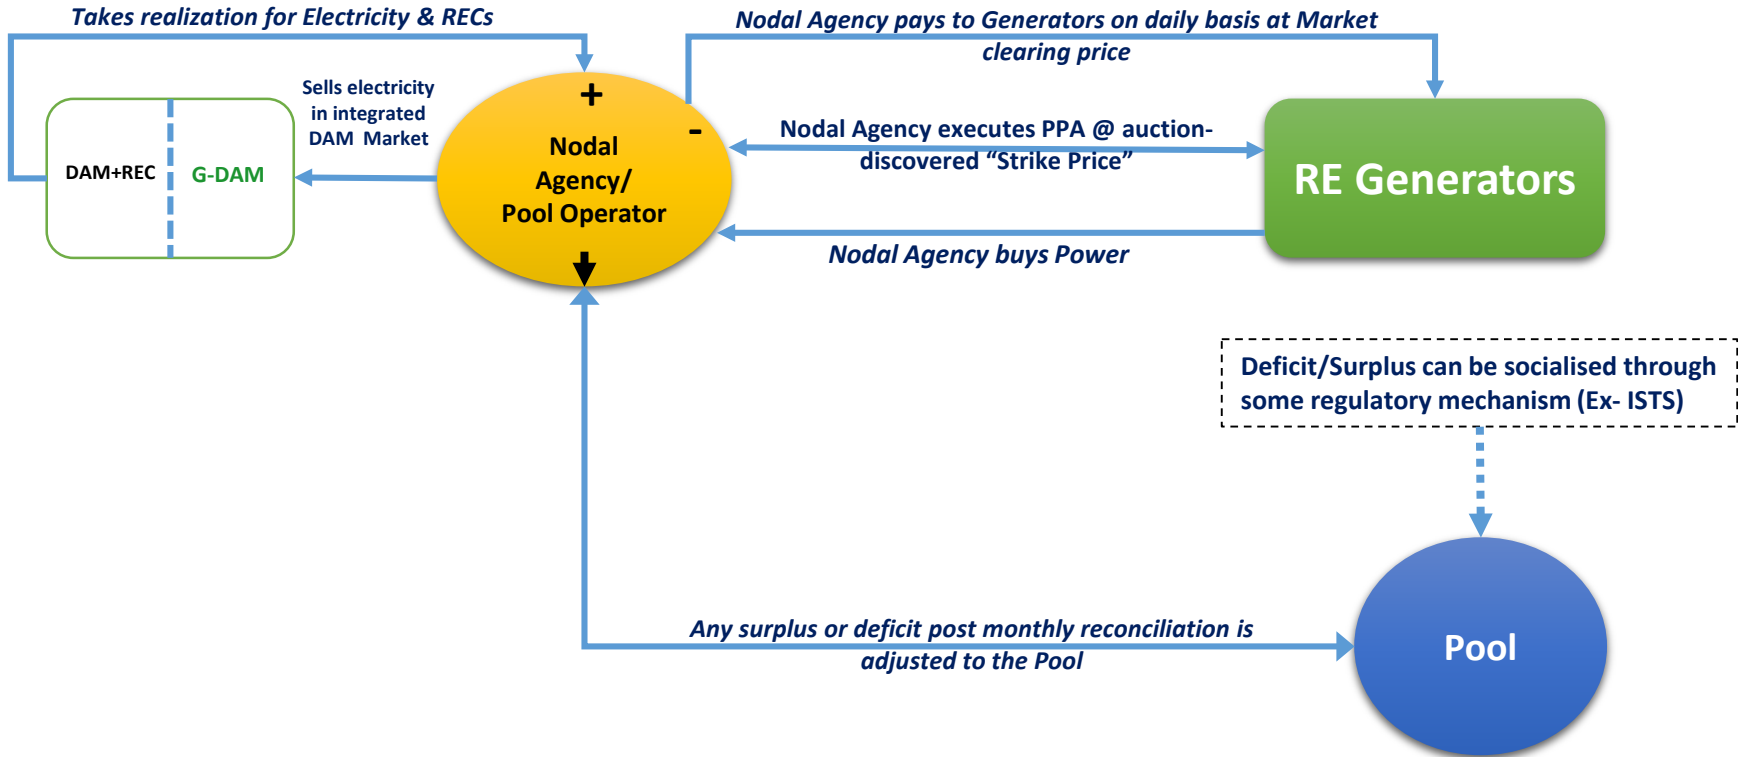 Takes realization for Electricity & RECs
Nodal Agency pays to Generators on daily basis at Market
clearing price
Sells electricity
in integrated
DAM Market
+
-
Nodal
Agency/
Pool Operator
DAM+REC
G-DAM
Nodal Agency executes PPA @ auction-
discovered “Strike Price”
RE Generators
Nodal Agency buys Power
Deficit/Surplus can be socialised through
some regulatory mechanism (Ex- ISTS)
Any surplus or deficit post monthly reconciliation is
adjusted to the Pool
Pool